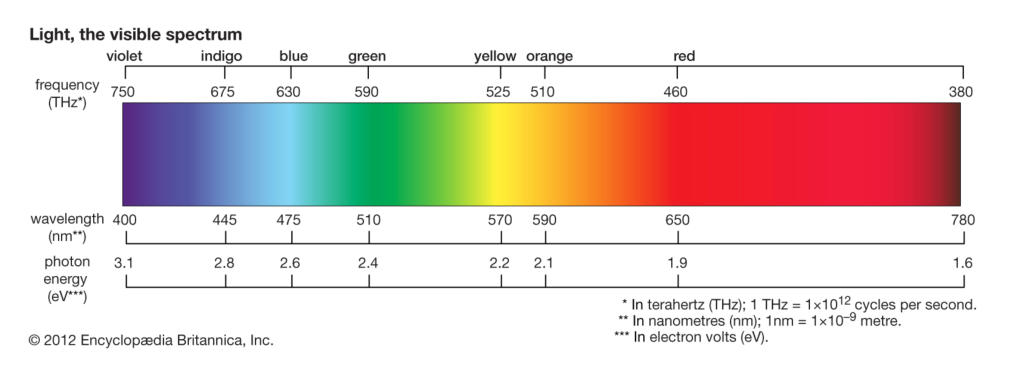 Light, the visible spectrum
violet indigo blue green yellow orange red
frequency (THz*) 750 675 630 590 525 510 460 380
wavelength (nm**) 400 445 475 510 570 590 650 780
photon energy (eV***) 3.1 2.8 2.6 2.4 2.2 2.1 1.9 1.6
* In terahertz (THz); 1 THz = 1×10¹² cycles per second.
** In nanometres (nm); 1nm = 1×10⁻⁹ metre.
*** In electron volts (eV).
© 2012 Encyclopædia Britannica, Inc.